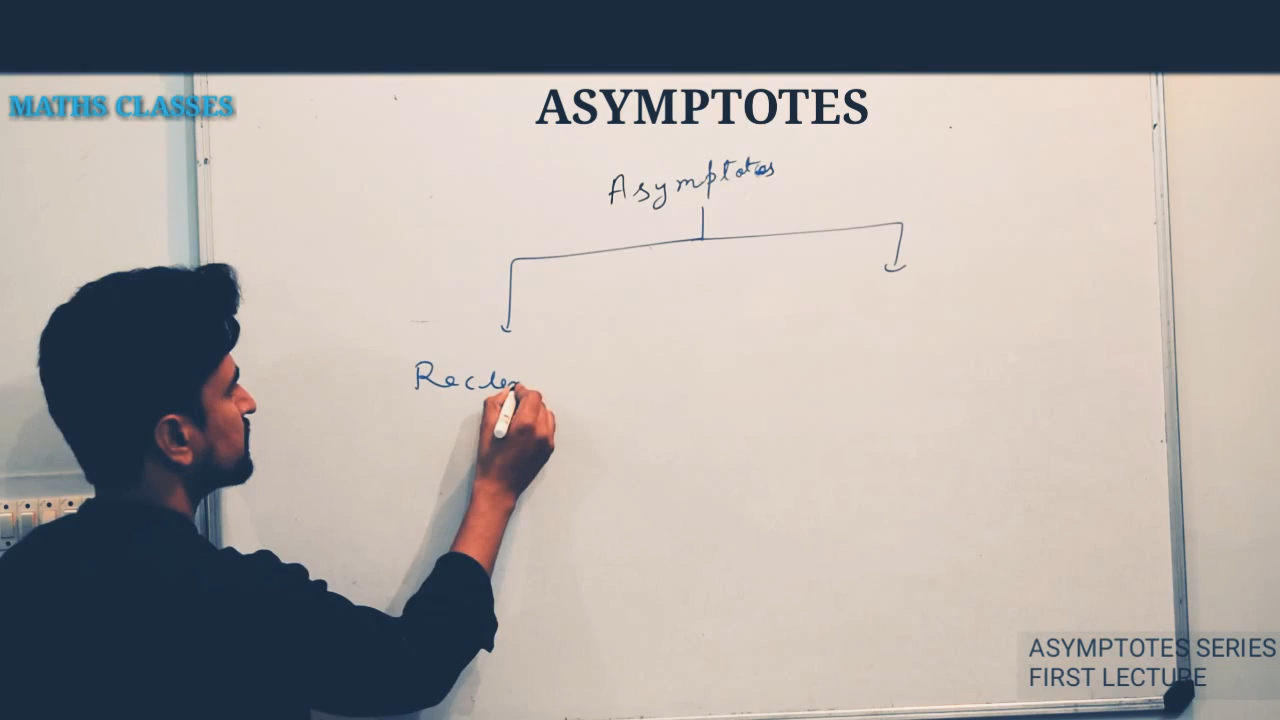 MATHS CLASSES
ASYMPTOTES
Asymptotes
ASYMPTOTES SERIES
FIRST LECTURE